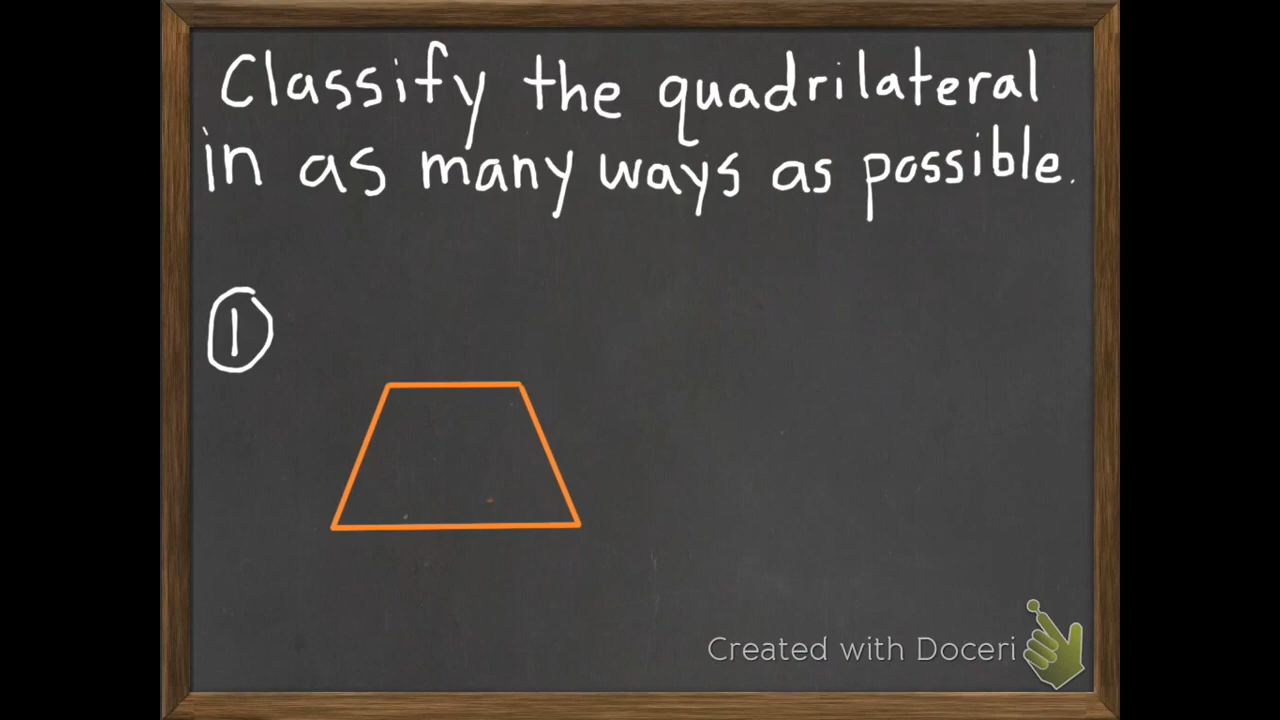 Classify the quadrilateral
in as many ways as possible.
1
Created with Doceri